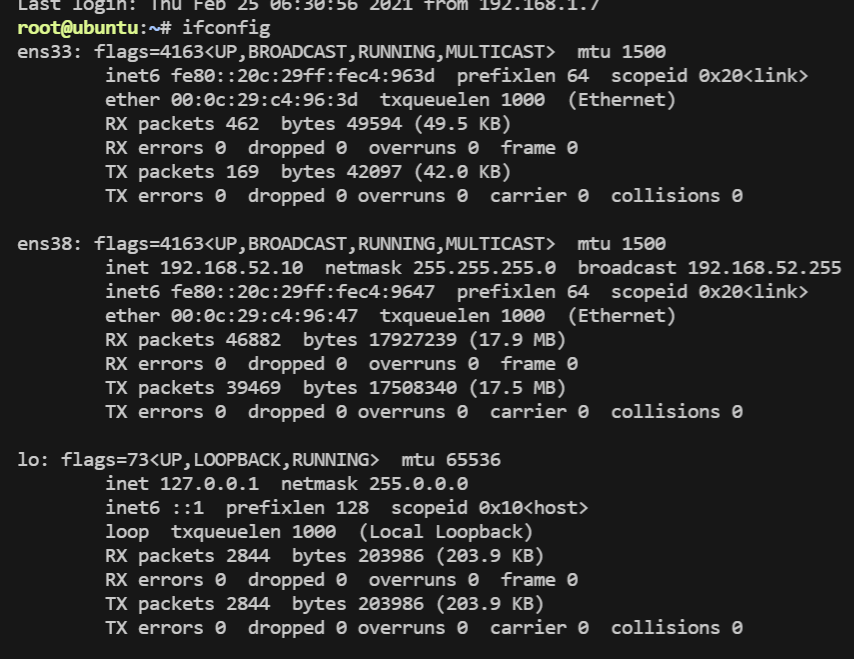 Last login: Thu Feb 25 06:30:56 2021 from 192.168.1.7
root@ubuntu:~# ifconfig
ens33: flags=4163<UP,BROADCAST,RUNNING,MULTICAST>  mtu 1500
        inet6 fe80::20c:29ff:fec4:963d  prefixlen 64  scopeid 0x20<link>
        ether 00:0c:29:c4:96:3d  txqueuelen 1000  (Ethernet)
        RX packets 462  bytes 49594 (49.5 KB)
        RX errors 0  dropped 0  overruns 0  frame 0
        TX packets 169  bytes 42097 (42.0 KB)
        TX errors 0  dropped 0 overruns 0  carrier 0  collisions 0

ens38: flags=4163<UP,BROADCAST,RUNNING,MULTICAST>  mtu 1500
        inet 192.168.52.10  netmask 255.255.255.0  broadcast 192.168.52.255
        inet6 fe80::20c:29ff:fec4:9647  prefixlen 64  scopeid 0x20<link>
        ether 00:0c:29:c4:96:47  txqueuelen 1000  (Ethernet)
        RX packets 46882  bytes 17927239 (17.9 MB)
        RX errors 0  dropped 0  overruns 0  frame 0
        TX packets 39469  bytes 17508340 (17.5 MB)
        TX errors 0  dropped 0 overruns 0  carrier 0  collisions 0

lo: flags=73<UP,LOOPBACK,RUNNING>  mtu 65536
        inet 127.0.0.1  netmask 255.0.0.0
        inet6 ::1  prefixlen 128  scopeid 0x10<host>
        loop  txqueuelen 1000  (Local Loopback)
        RX packets 2844  bytes 203986 (203.9 KB)
        RX errors 0  dropped 0  overruns 0  frame 0
        TX packets 2844  bytes 203986 (203.9 KB)
        TX errors 0  dropped 0 overruns 0  carrier 0  collisions 0